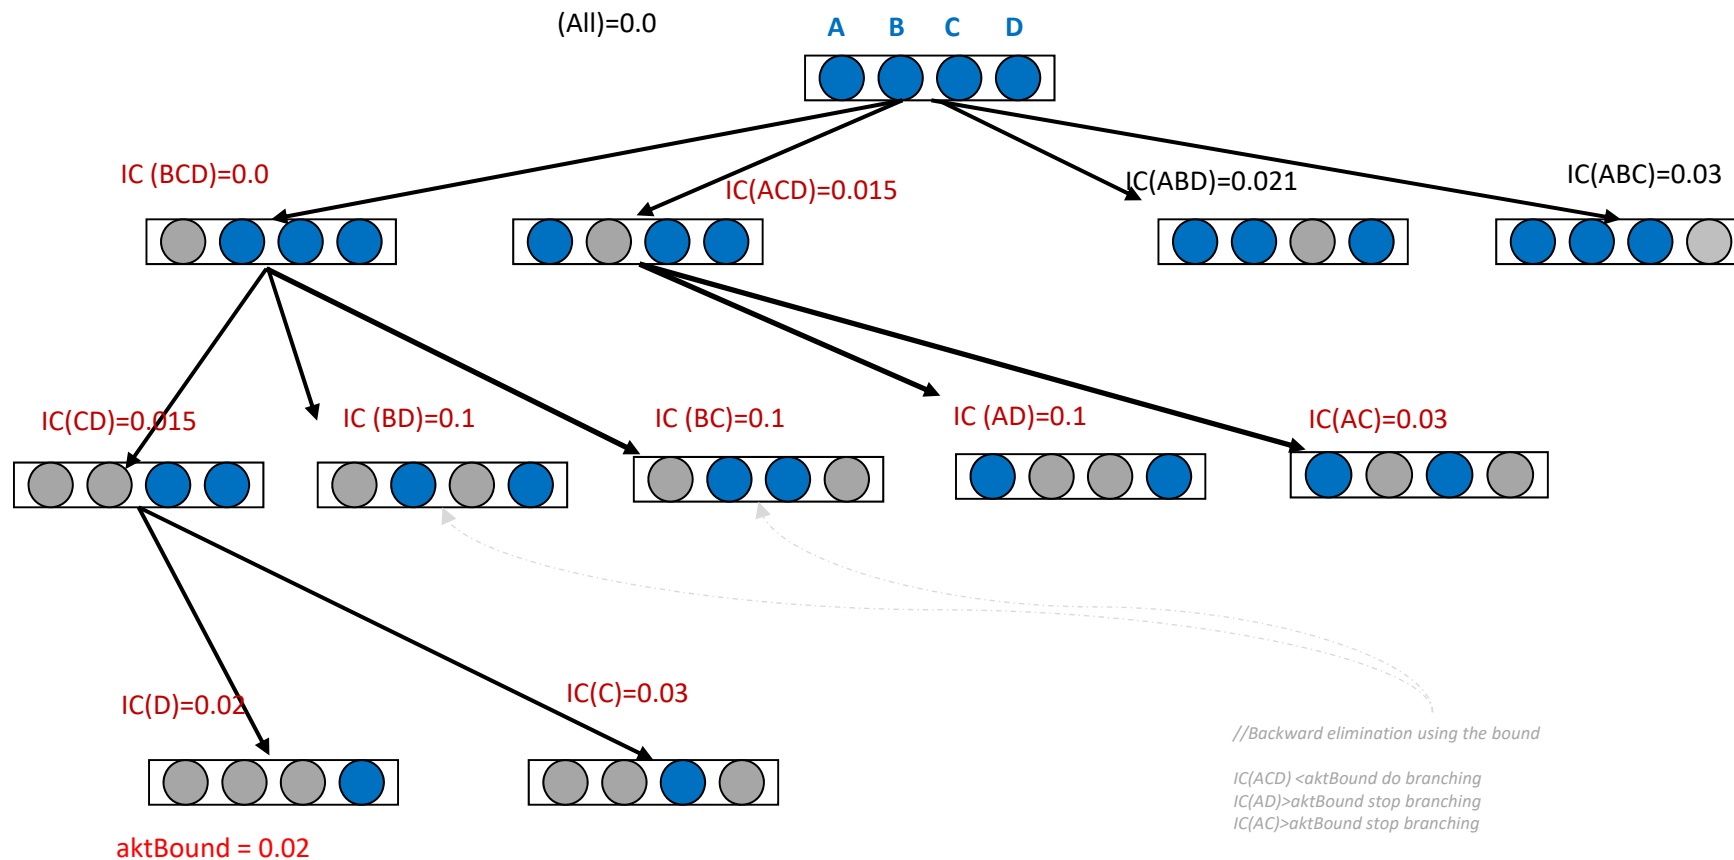 (All)=0.0
A B C D
IC (BCD)=0.0
IC(ACD)=0.015
IC(ABD)=0.021
IC(ABC)=0.03
IC(CD)=0.015
IC (BD)=0.1
IC (BC)=0.1
IC (AD)=0.1
IC(AC)=0.03
IC(D)=0.02
IC(C)=0.03
//Backward elimination using the bound
IC(ACD) <aktBound do branching
IC(AD)>aktBound stop branching
IC(AC)>aktBound stop branching
aktBound = 0.02